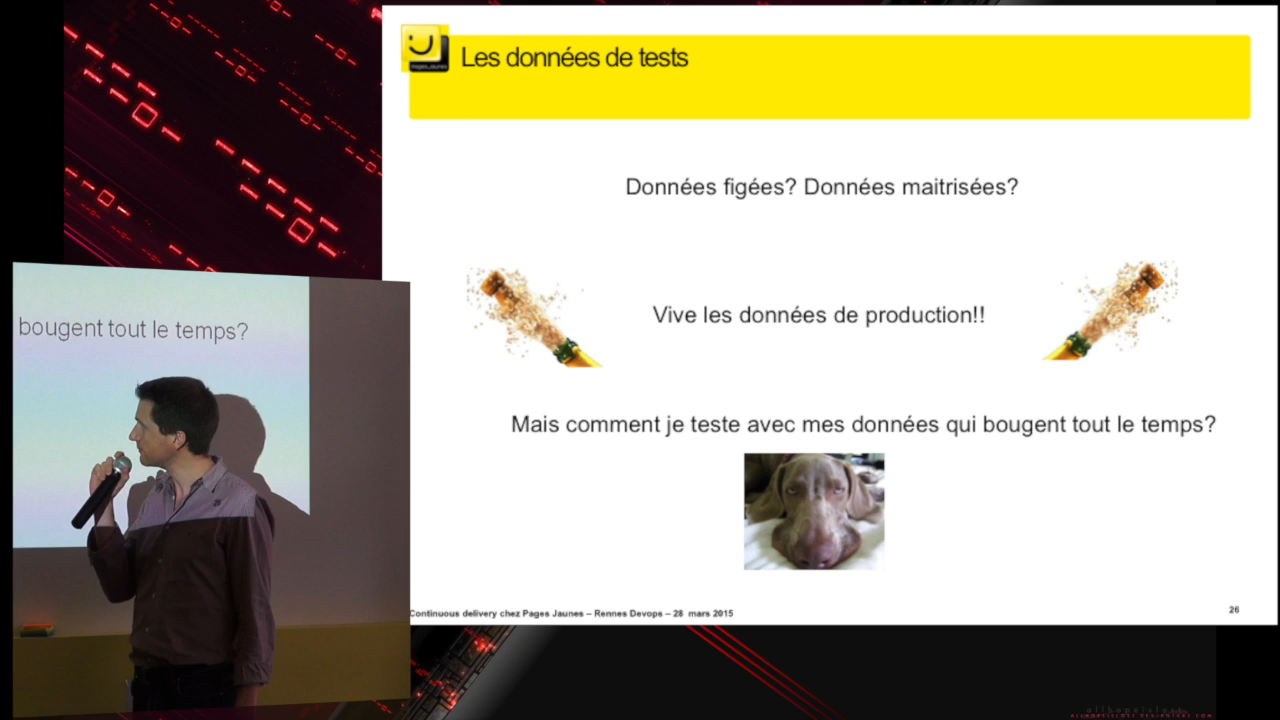 Les données de tests
PagesJaunes
Données figées? Données maitrisées?
Vive les données de production!!
Mais comment je teste avec mes données qui bougent tout le temps?
bougent tout le temps?
Continuous delivery chez Pages Jaunes – Rennes Devops – 28 mars 2015
26